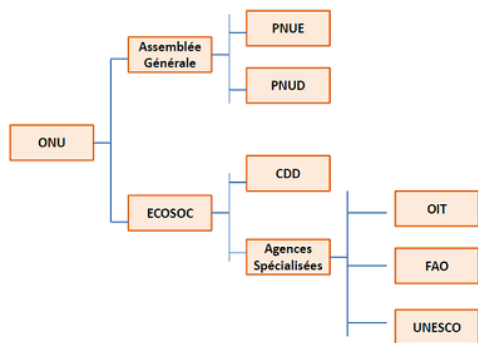 ONU
Assemblée
Générale
PNUE
PNUD
ECOSOC
CDD
Agences
Spécialisées
OIT
FAO
UNESCO